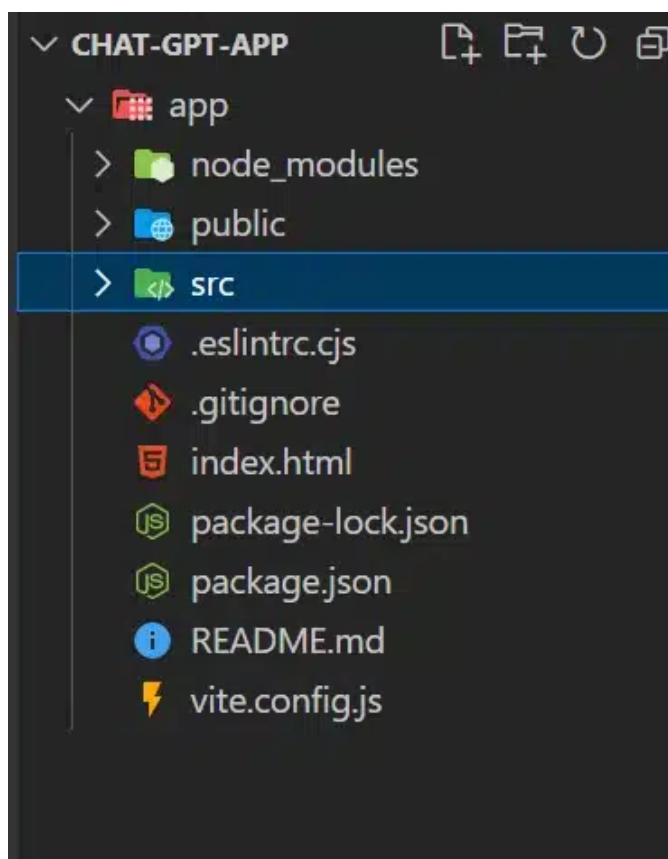 CHAT-GPT-APP
app
node_modules
public
src
.eslintrc.cjs
.gitignore
index.html
package-lock.json
package.json
README.md
vite.config.js